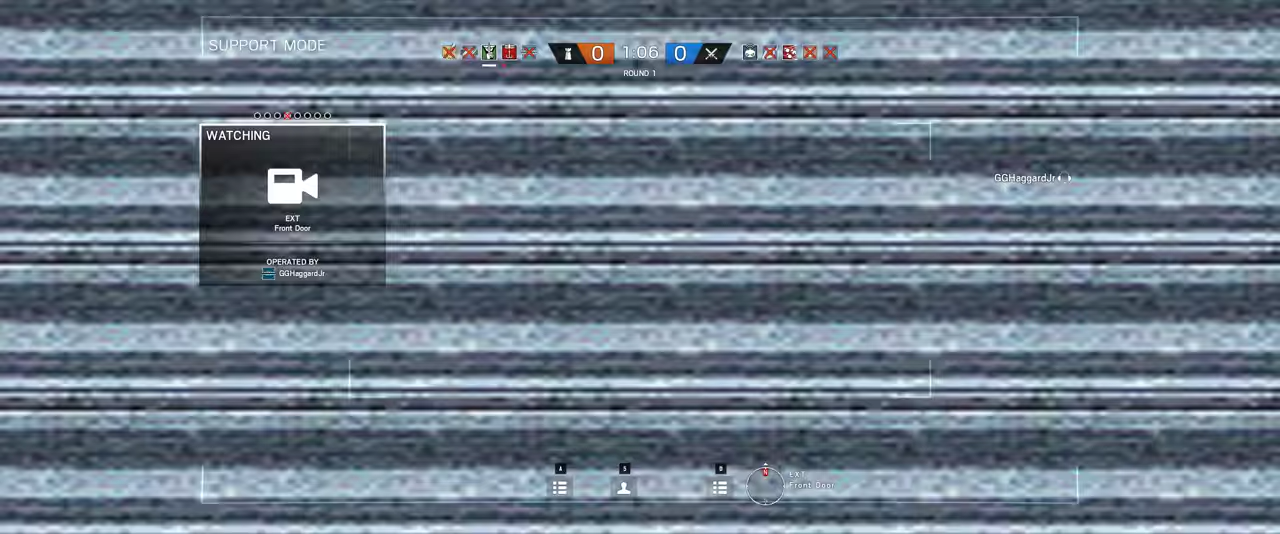 SUPPORT MODE
0 1:06 0
ROUND 1
WATCHING
EXT
Front Door
OPERATED BY
GGHaggardJr
GGHaggardJr
A S D
EXT
Front Door
N